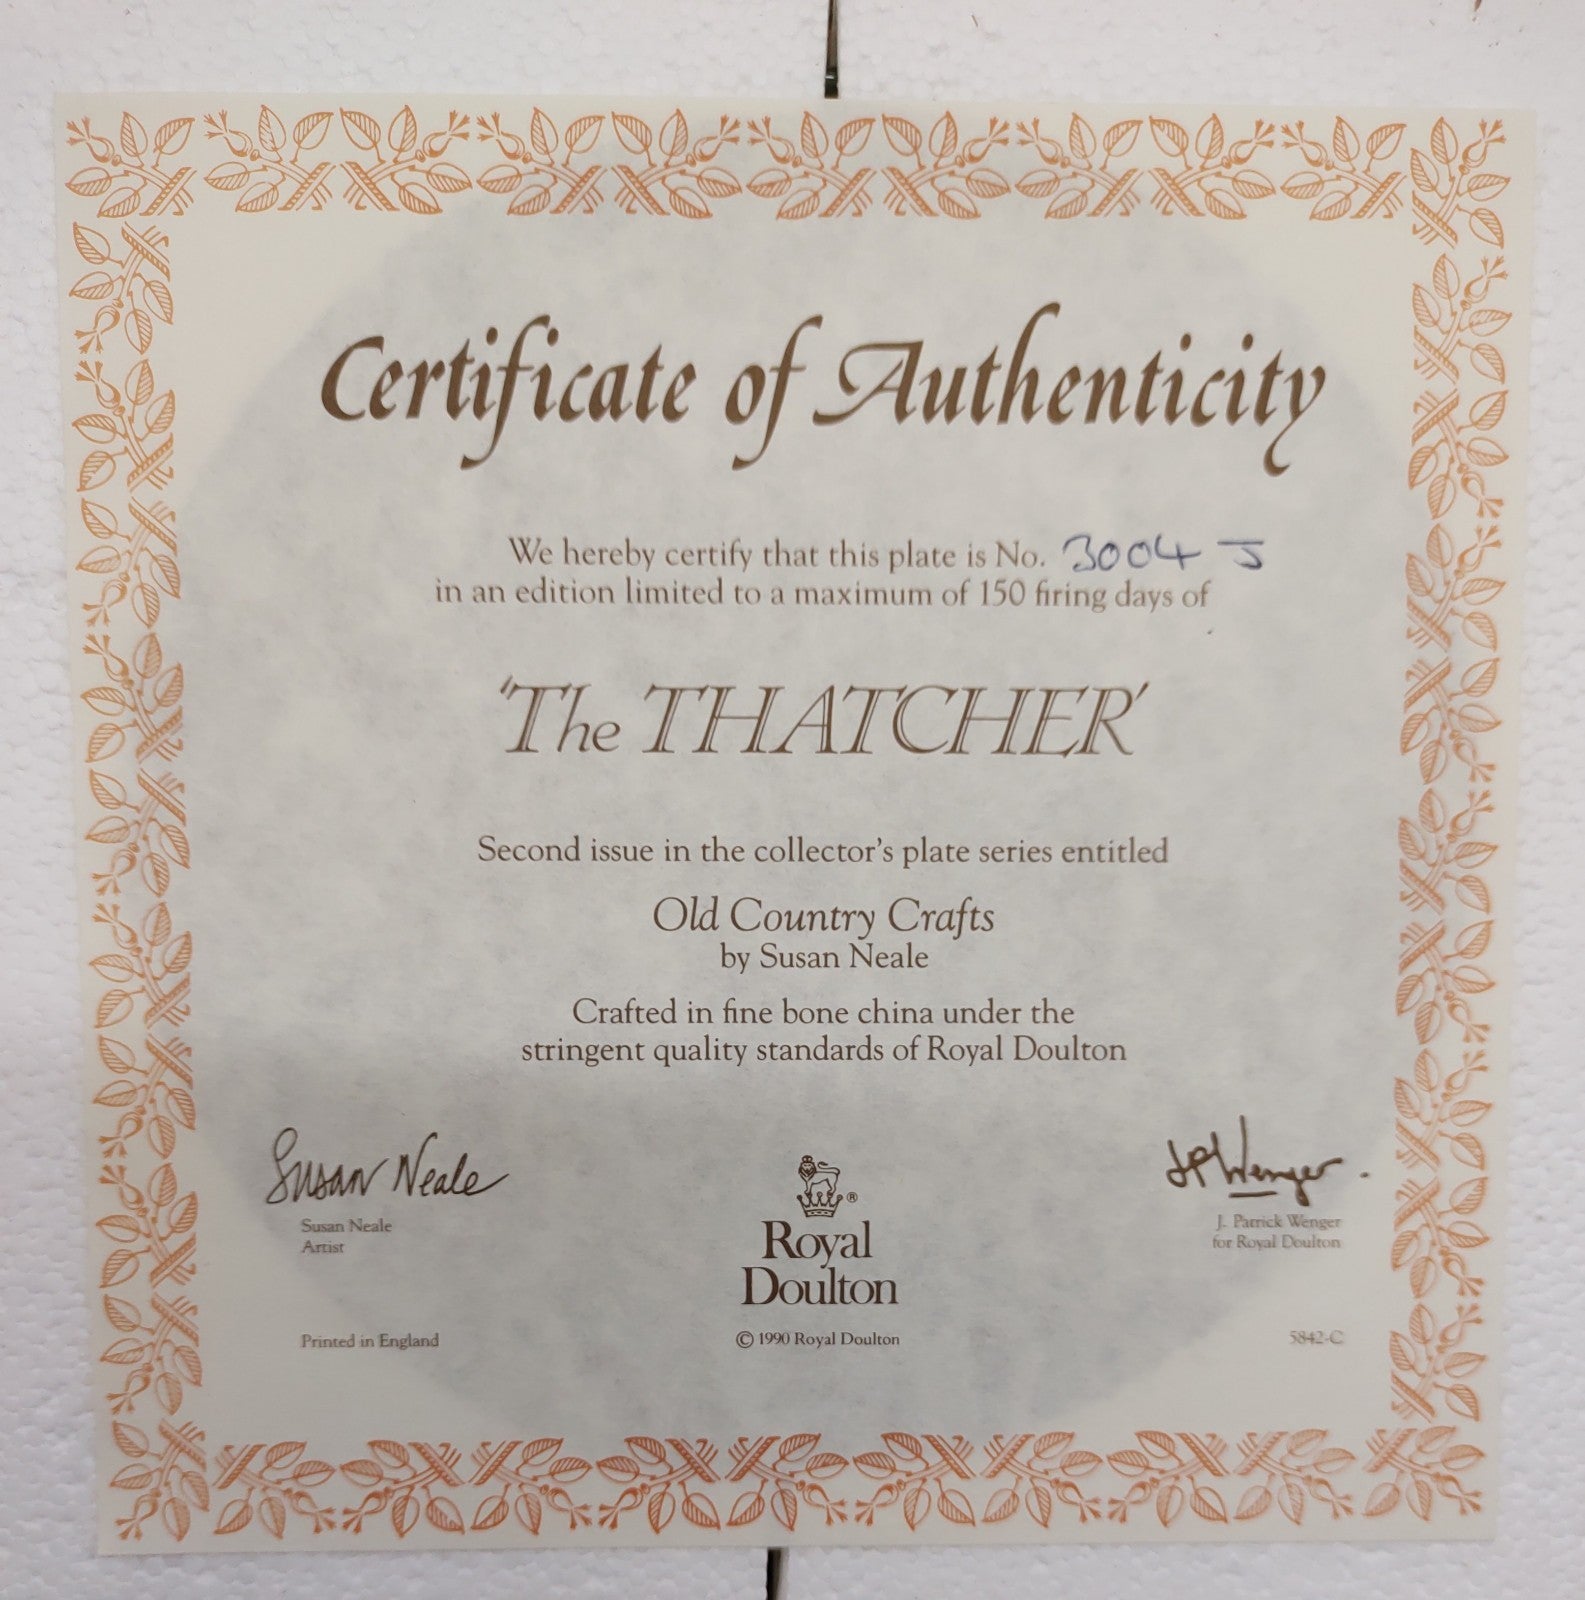 Certificate of Authenticity
We hereby certify that this plate is No. 3004 J
in an edition limited to a maximum of 150 firing days of
'The THATCHER'
Second issue in the collector's plate series entitled
Old Country Crafts
by Susan Neale
Crafted in fine bone china under the
stringent quality standards of Royal Doulton
Susan Neale
Susan Neale
Artist
Printed in England
®
Royal
Doulton
© 1990 Royal Doulton
J P Wenger.
J. Patrick Wenger
for Royal Doulton
5842-C